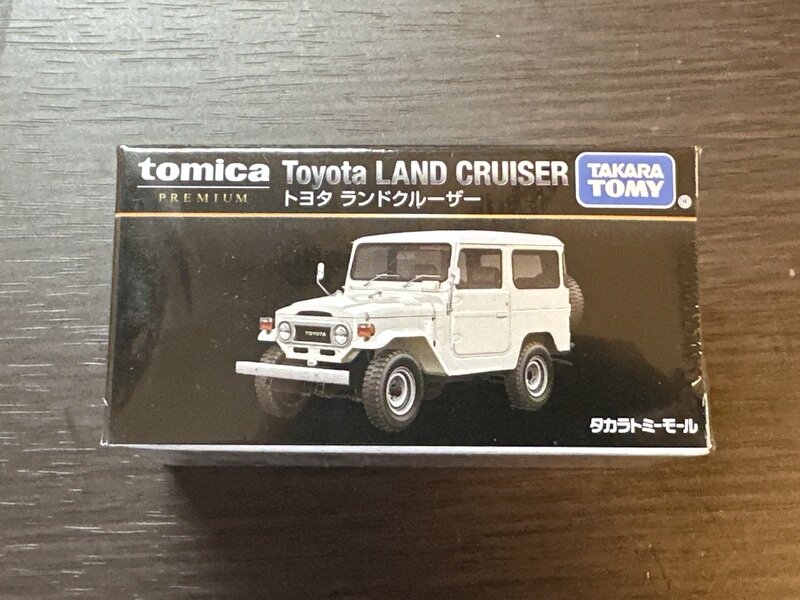 tomica
PREMIUM
Toyota LAND CRUISER
トヨタ ランドクルーザー
TAKARA
TOMY
®
TOYOTA
タカラトミーモール